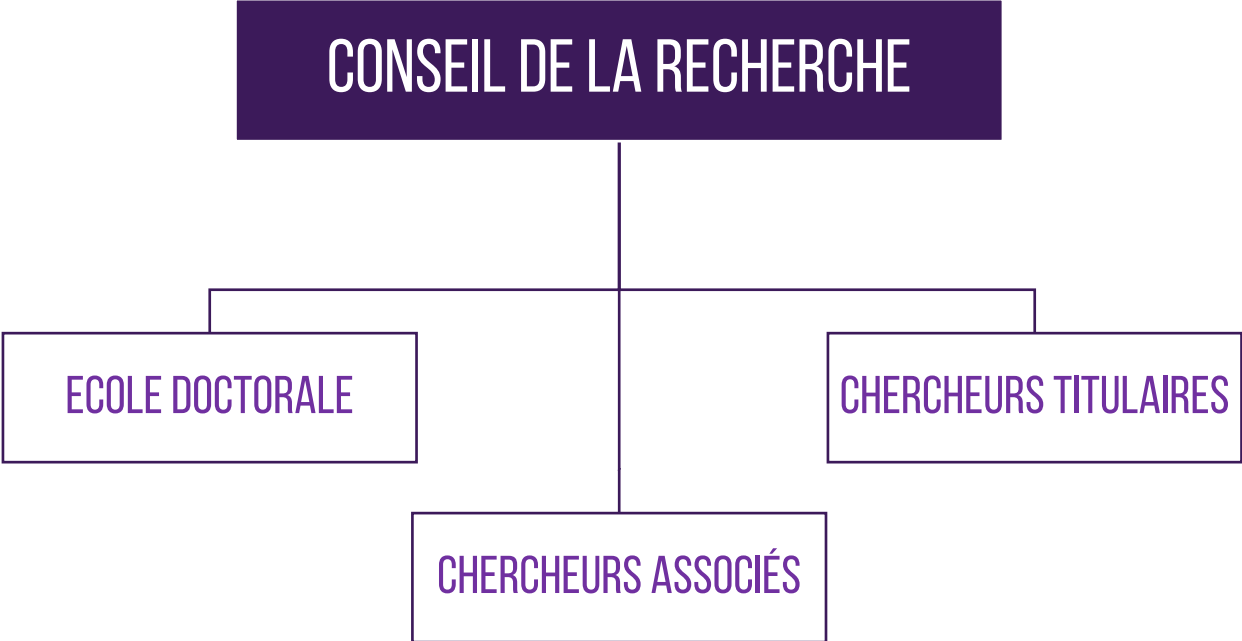 CONSEIL DE LA RECHERCHE
ECOLE DOCTORALE
CHERCHEURS TITULAIRES
CHERCHEURS ASSOCIÉS